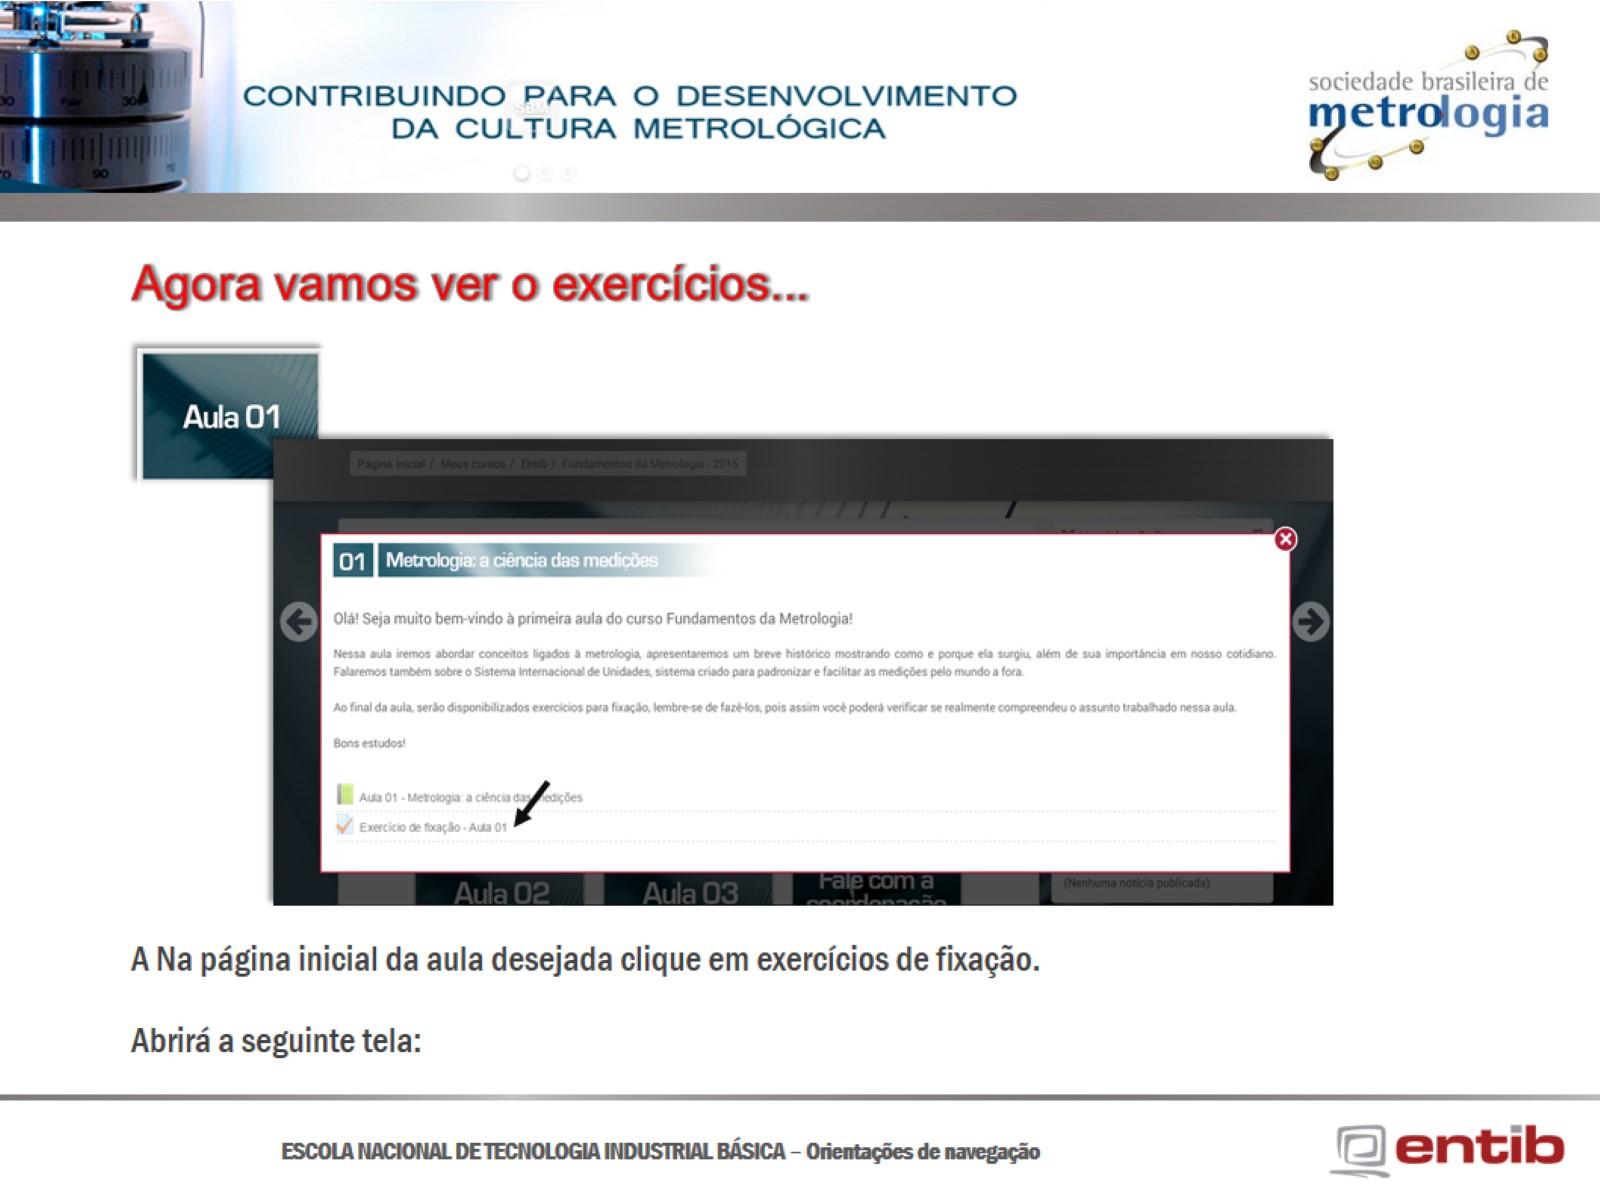 CONTRIBUINDO PARA O DESENVOLVIMENTO
DA CULTURA METROLÓGICA
SBM
sociedade brasileira de
metrologia
Agora vamos ver o exercícios...
Aula 01
Página inicial / Meus cursos / Entib / Fundamentos da Metrologia - 2015
01 Metrologia: a ciência das medições
Olá! Seja muito bem-vindo à primeira aula do curso Fundamentos da Metrologia!
Nessa aula iremos abordar conceitos ligados à metrologia, apresentaremos um breve histórico mostrando como e porque ela surgiu, além de sua importância em nosso cotidiano.
Falaremos também sobre o Sistema Internacional de Unidades, sistema criado para padronizar e facilitar as medições pelo mundo a fora.
Ao final da aula, serão disponibilizados exercícios para fixação, lembre-se de fazê-los, pois assim você poderá verificar se realmente compreendeu o assunto trabalhado nessa aula.
Bons estudos!
Aula 01 - Metrologia: a ciência das medições
Exercício de fixação - Aula 01
Aula 02
Aula 03
Fale com a
coordenação
(Nenhuma notícia publicada)
A Na página inicial da aula desejada clique em exercícios de fixação.
Abrirá a seguinte tela:
ESCOLA NACIONAL DE TECNOLOGIA INDUSTRIAL BÁSICA – Orientações de navegação
entib